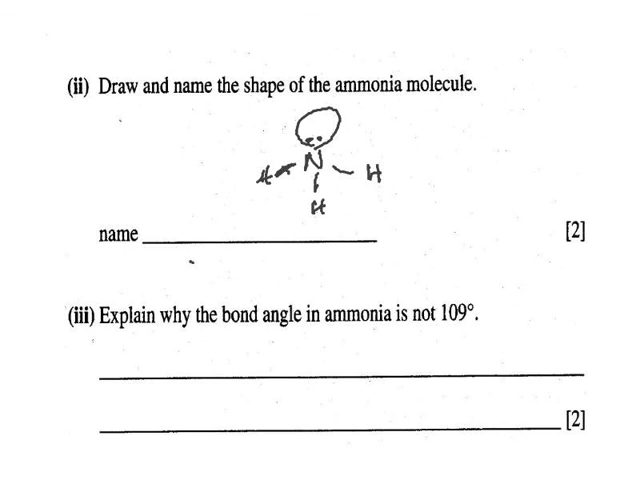 (ii) Draw and name the shape of the ammonia molecule.
N
H H
H
name [2]
(iii) Explain why the bond angle in ammonia is not 109°.
[2]